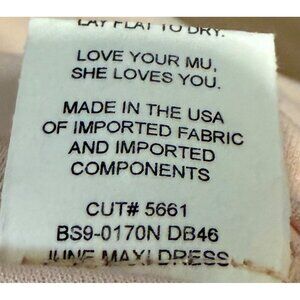 LAY FLAT TO DRY.
LOVE YOUR MU,
SHE LOVES YOU.
MADE IN THE USA
OF IMPORTED FABRIC
AND IMPORTED
COMPONENTS
CUT# 5661
BS9-0170N DB46
JUNE MAXI DRESS